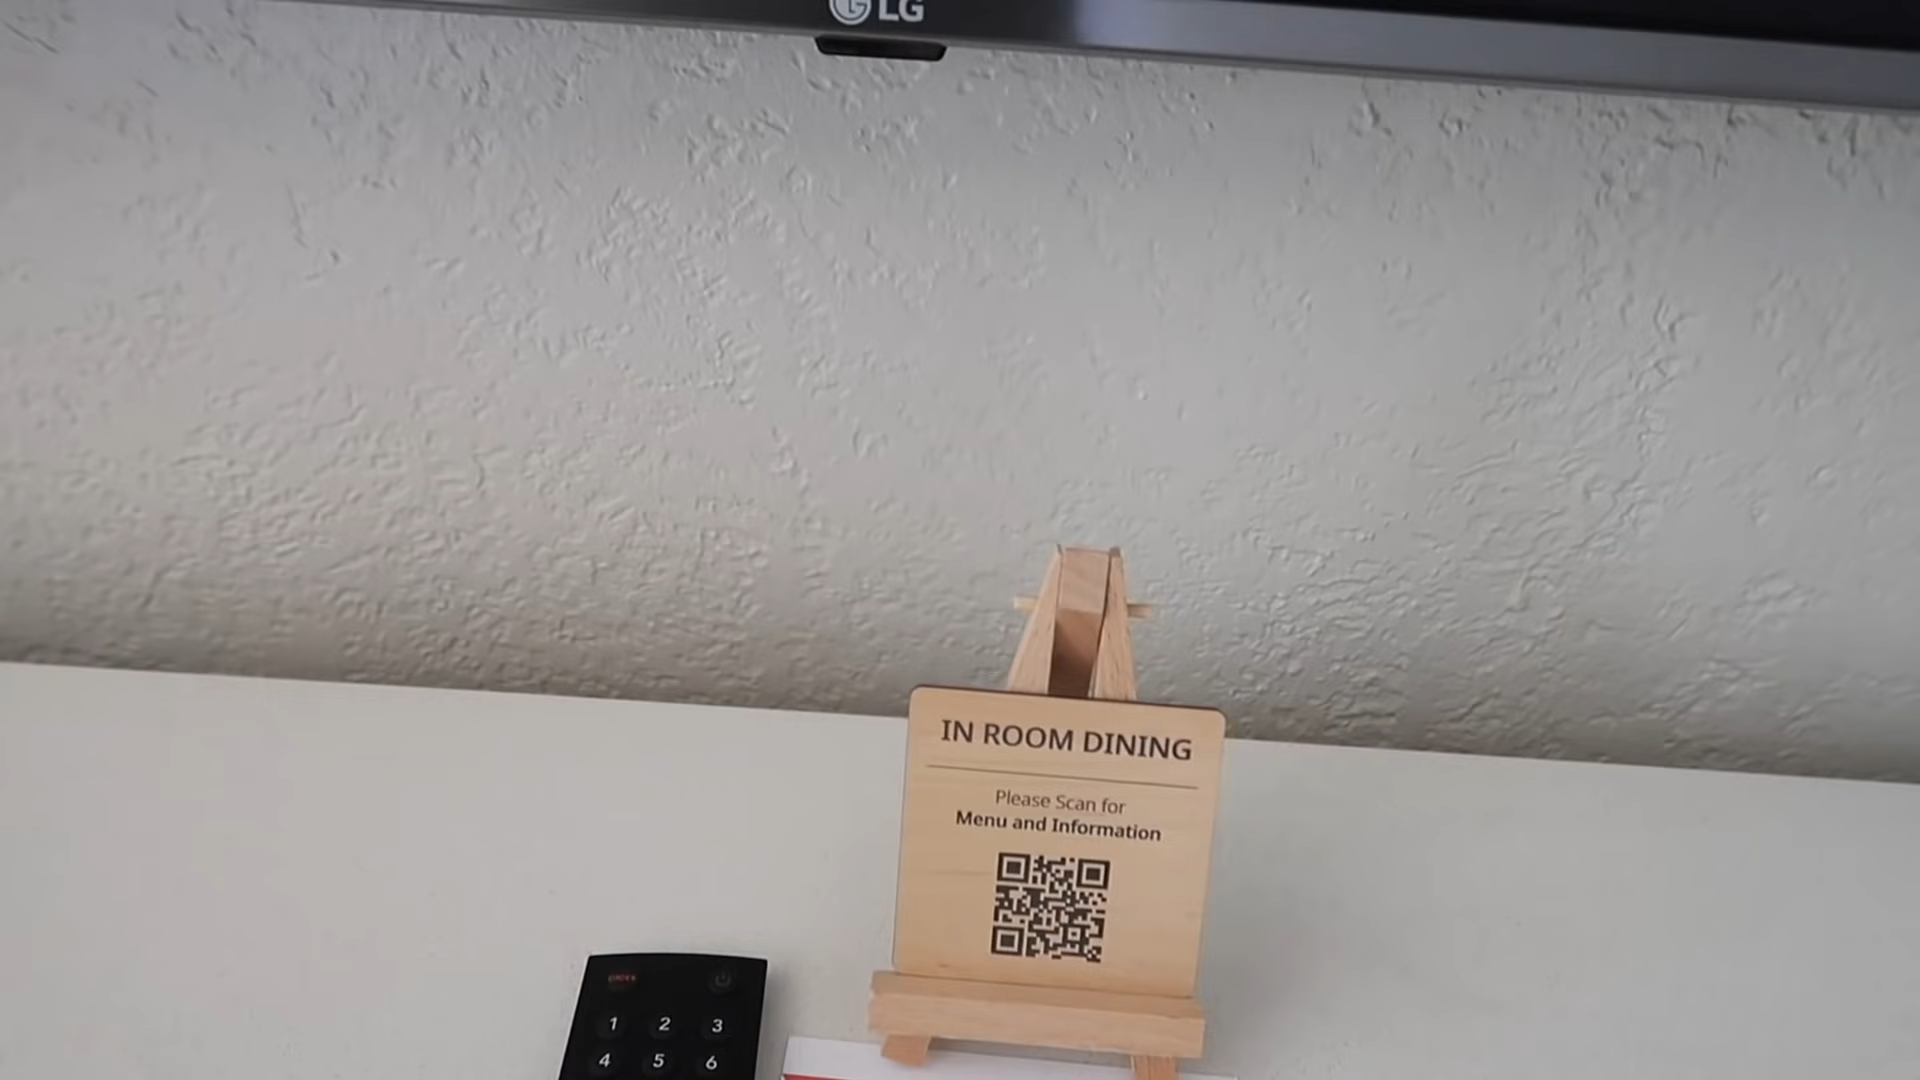 LG
IN ROOM DINING
Please Scan for
Menu and Information
1 2 3
4 5 6